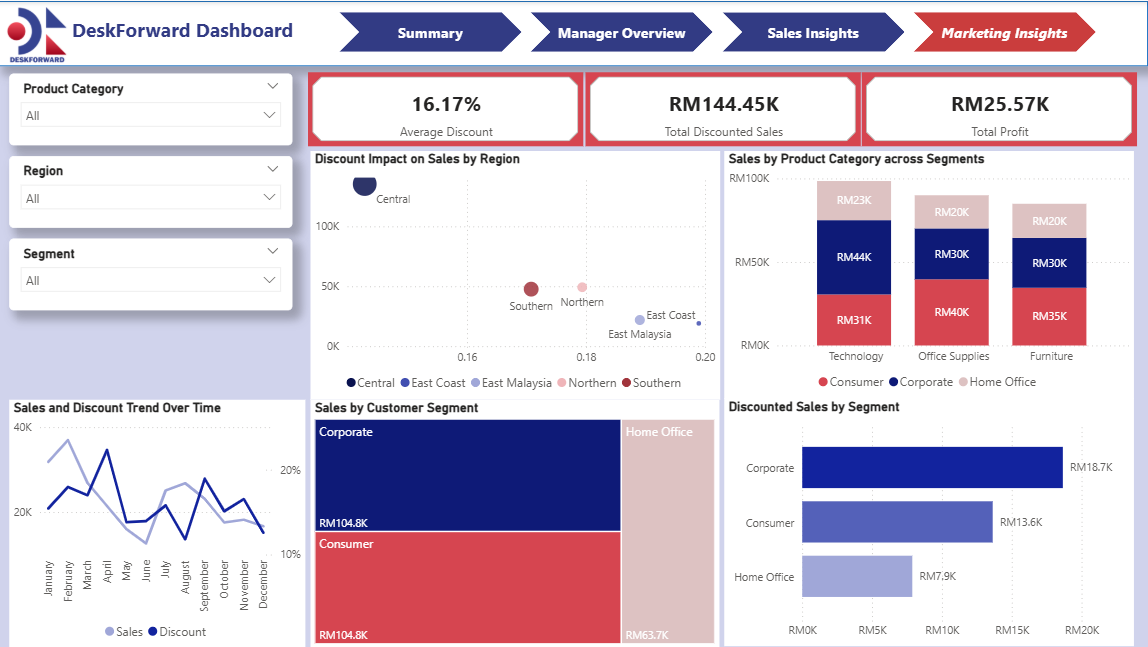 DESKFORWARD
DeskForward Dashboard
Summary
Manager Overview
Sales Insights
Marketing Insights
Product Category
All
Region
All
Segment
All
16.17%
Average Discount
RM144.45K
Total Discounted Sales
RM25.57K
Total Profit
Discount Impact on Sales by Region
100K
50K
0K
Central
Southern
Northern
East Coast
East Malaysia
0.16
0.18
0.20
Central
East Coast
East Malaysia
Northern
Southern
Sales by Product Category across Segments
RM100K
RM50K
RM0K
RM23K
RM44K
RM31K
RM20K
RM30K
RM40K
RM20K
RM30K
RM35K
Technology
Office Supplies
Furniture
Consumer
Corporate
Home Office
Sales and Discount Trend Over Time
40K
20K
20%
10%
January
February
March
April
May
June
July
August
September
October
November
December
Sales
Discount
Sales by Customer Segment
Corporate
RM104.8K
Consumer
RM104.8K
Home Office
RM63.7K
Discounted Sales by Segment
Corporate
RM18.7K
Consumer
RM13.6K
Home Office
RM7.9K
RM0K
RM5K
RM10K
RM15K
RM20K